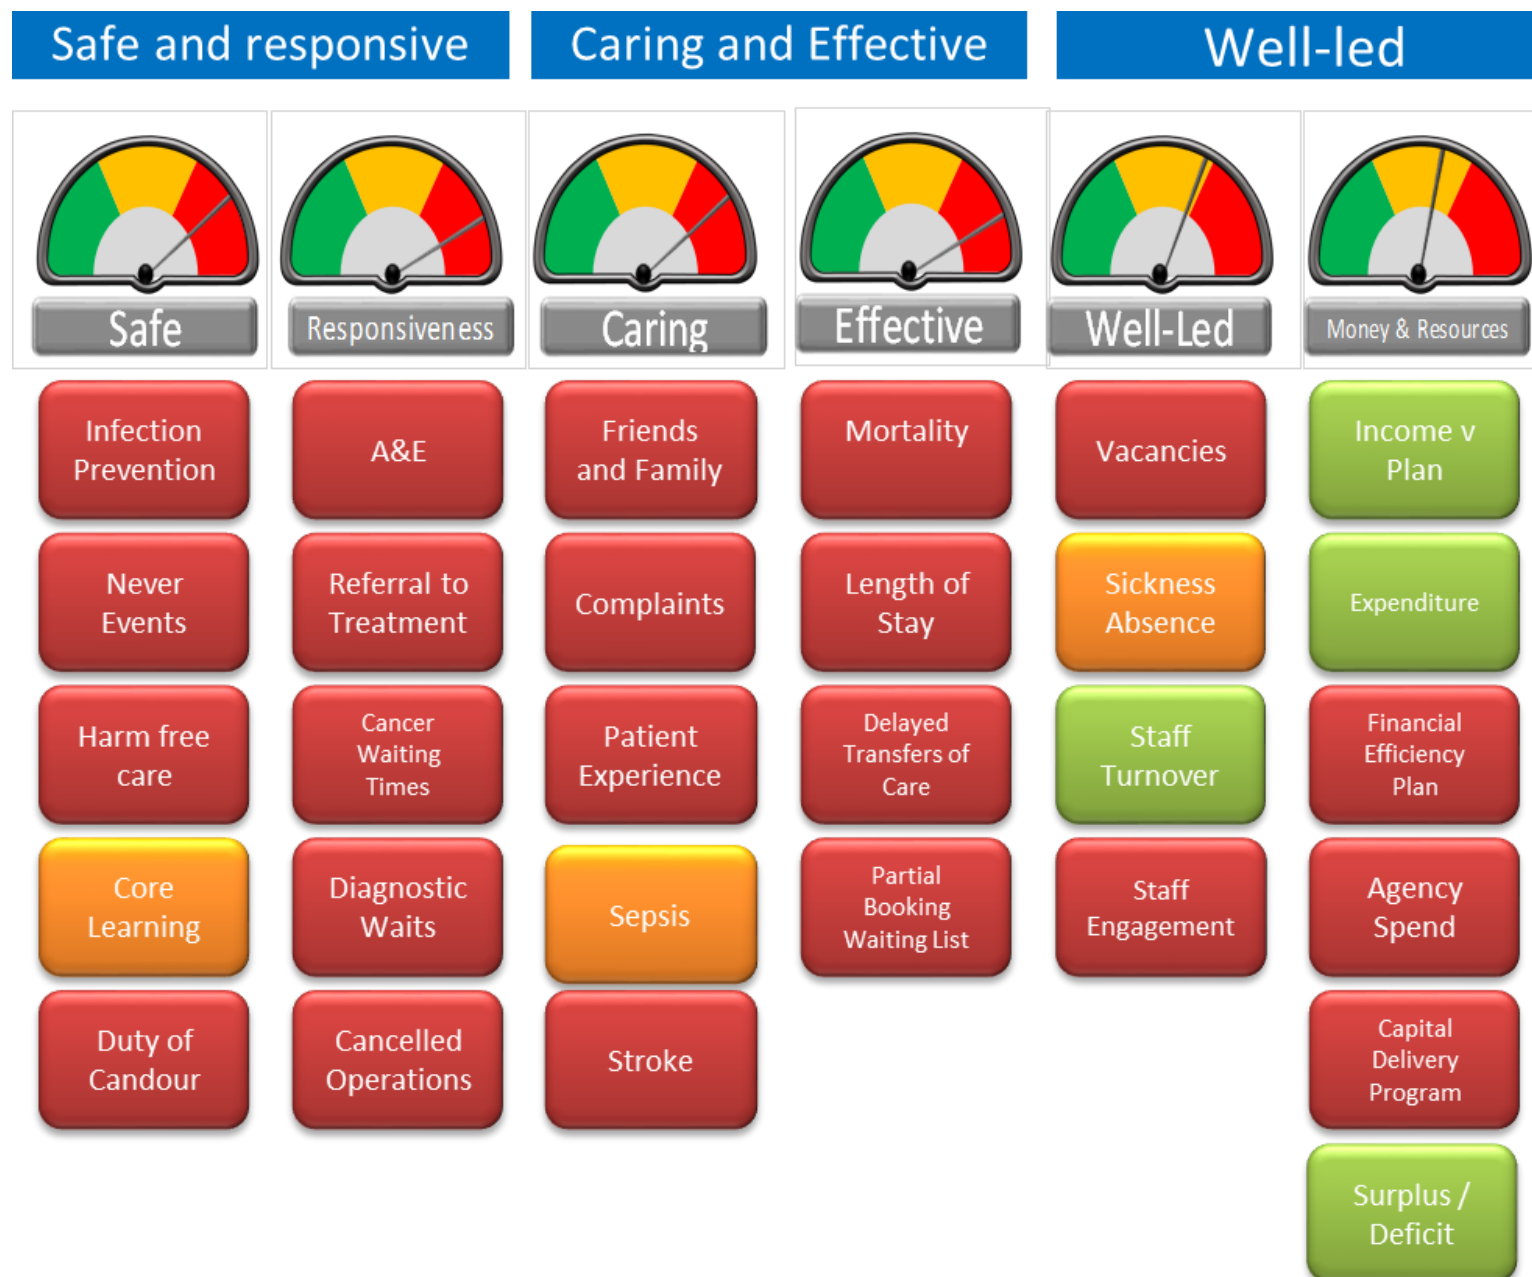 Safe and responsive
Caring and Effective
Well-led
Safe
Responsiveness
Caring
Effective
Well-Led
Money & Resources
Infection
Prevention
Never
Events
Harm free
care
Core
Learning
Duty of
Candour
A&E
Referral to
Treatment
Cancer
Waiting
Times
Diagnostic
Waits
Cancelled
Operations
Friends
and Family
Complaints
Patient
Experience
Sepsis
Stroke
Mortality
Length of
Stay
Delayed
Transfers of
Care
Partial
Booking
Waiting List
Vacancies
Sickness
Absence
Staff
Turnover
Staff
Engagement
Income v
Plan
Expenditure
Financial
Efficiency
Plan
Agency
Spend
Capital
Delivery
Program
Surplus /
Deficit